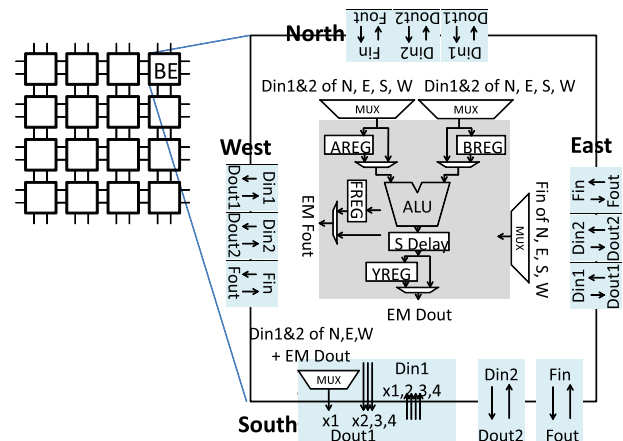 North
Fout
Fin
Dout2
Din2
Dout1
Din1
BE
Din1&2 of N, E, S, W
Din1&2 of N, E, S, W
MUX
MUX
West
East
AREG
BREG
Din1
Dout1
Din2
Dout2
Fin
Fout
EM Fout
FREG
ALU
S Delay
YREG
EM Dout
MUX
Fin of N, E, S, W
Fin
Fout
Din2
Dout2
Din1
Dout1
Din1&2 of N,E,W
+ EM Dout
MUX
x1
x2,3,4
Dout1
Din1
x1,2,3,4
South
Din2
Dout2
Fin
Fout